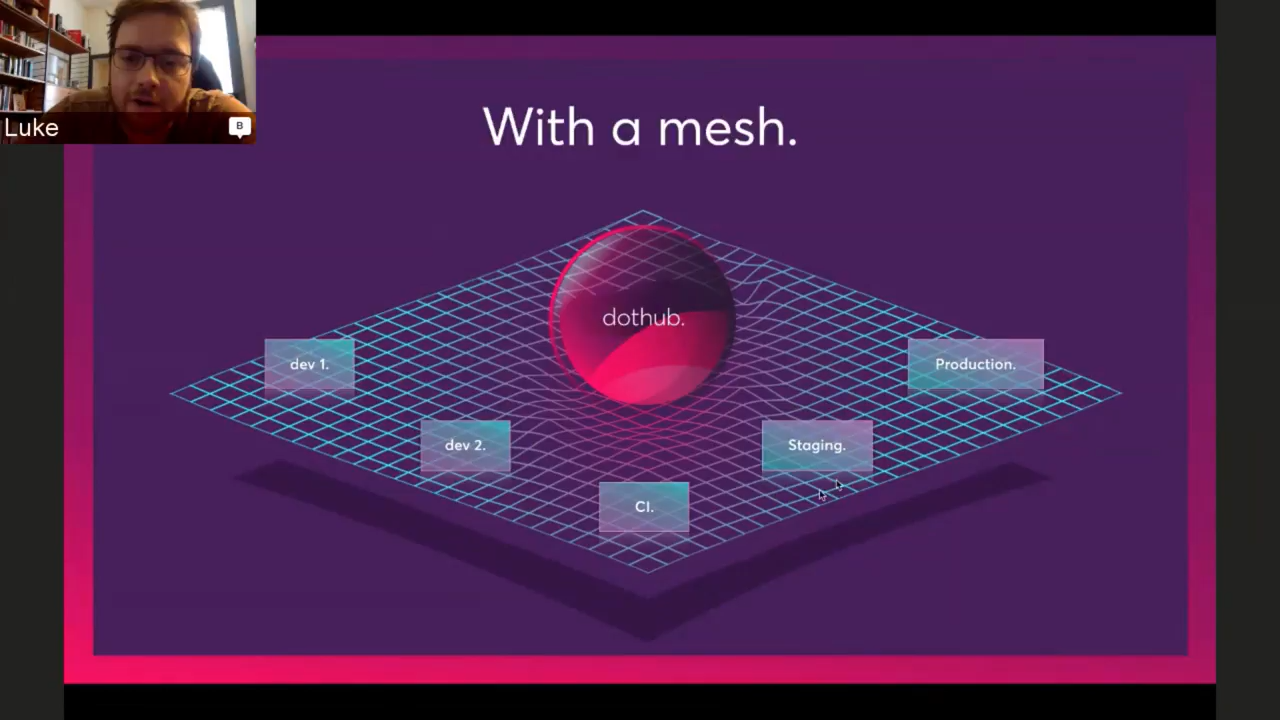 Luke
B
With a mesh.
dothub.
dev 1.
Production.
dev 2.
Staging.
CI.